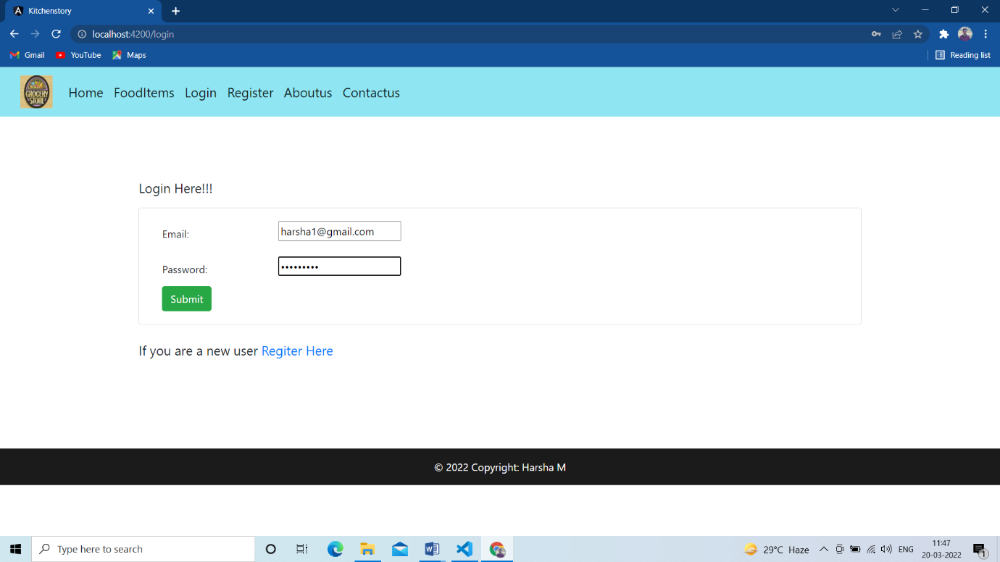 Kitchenstory
localhost:4200/login
Gmail YouTube Maps Reading list
GROCERY
STORE
Home FoodItems Login Register Aboutus Contactus
Login Here!!!
Email: harsha1@gmail.com
Password: •••••••••
Submit
If you are a new user Regiter Here
© 2022 Copyright: Harsha M
Type here to search
29°C Haze
ENG
11:47
20-03-2022
1